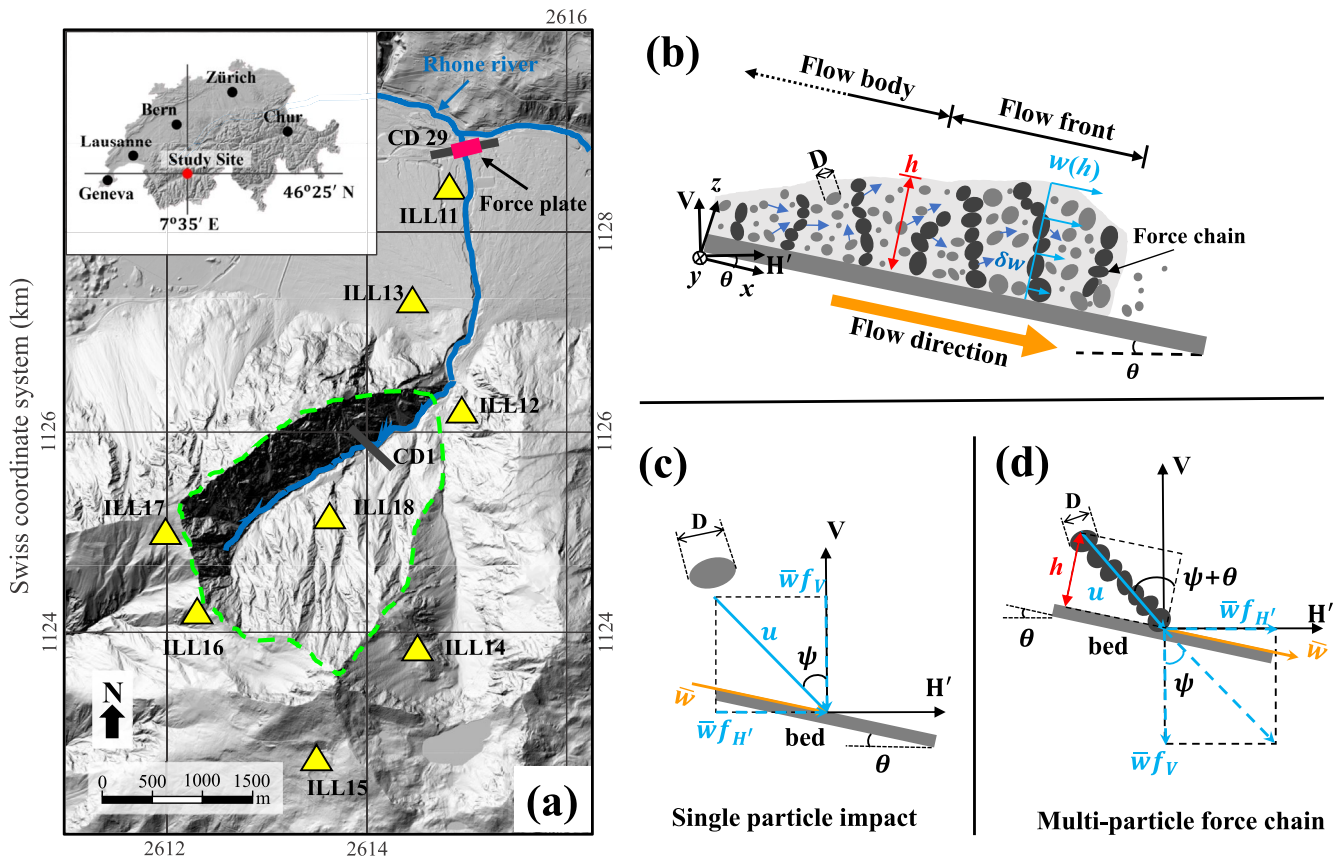 2616
Zürich
Bern
Chur
Lausanne
Study Site
Geneva
46°25′ N
7°35′ E
Rhone river
CD 29
Force plate
ILL11
1128
1128
ILL13
Swiss coordinate system (km)
ILL12
1126
1126
CD1
ILL17
ILL18
ILL16
ILL14
1124
1124
N
ILL15
0 500 1000 1500
m
(a)
2612
2614
(b)
Flow body
Flow front
D
h
w(h)
V
z
Force chain
δw
H′
y
θ
x
Flow direction
θ
(c)
D
V
w̄f_V
u
ψ
w̄
w̄f_H′
H′
bed
θ
Single particle impact
(d)
V
D
h
u
ψ+θ
w̄f_H′
H′
θ
bed
w̄
ψ
w̄f_V
Multi-particle force chain